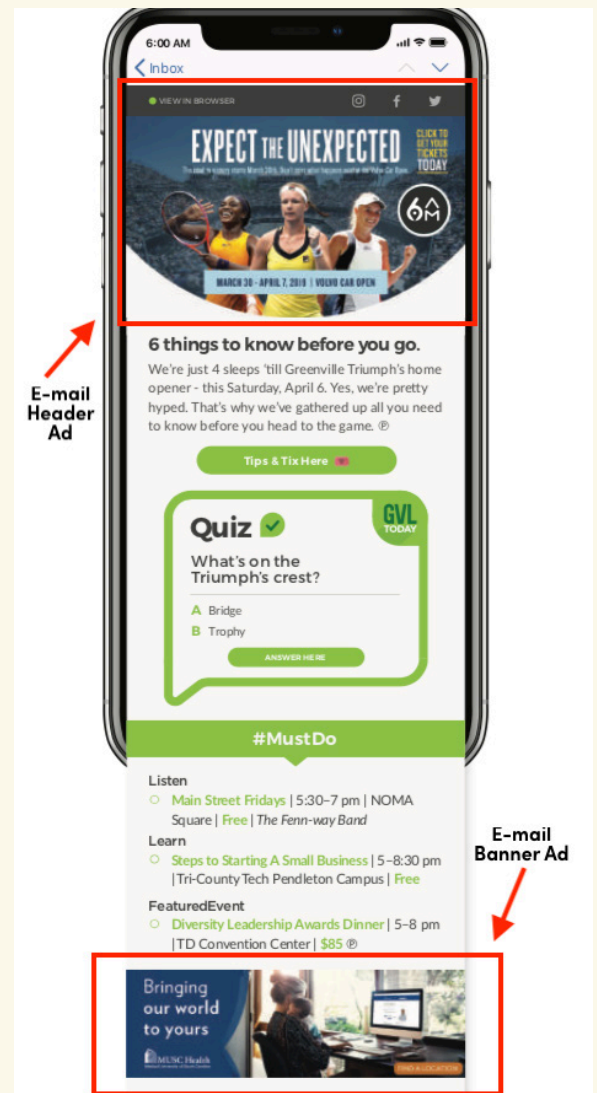 6:00 AM
Inbox
VIEW IN BROWSER
EXPECT THE UNEXPECTED
CLICK TO
GET YOUR
TICKETS
TODAY
6AM
MARCH 30 - APRIL 7, 2019 | VOLVO CAR OPEN
E-mail
Header
Ad
6 things to know before you go.
We're just 4 sleeps 'till Greenville Triumph's home
opener - this Saturday, April 6. Yes, we're pretty
hyped. That's why we've gathered up all you need
to know before you head to the game. ℗
Tips & Tix Here
Quiz
GVL
TODAY
What's on the
Triumph's crest?
A Bridge
B Trophy
ANSWER HERE
#MustDo
Listen
Main Street Fridays | 5:30–7 pm | NOMA
Square | Free | The Fenn-way Band
Learn
Steps to Starting A Small Business | 5–8:30 pm
|Tri-County Tech Pendleton Campus | Free
FeaturedEvent
Diversity Leadership Awards Dinner | 5–8 pm
|TD Convention Center | $85 ℗
E-mail
Banner Ad
Bringing
our world
to yours
MUSC Health
FIND A LOCATION